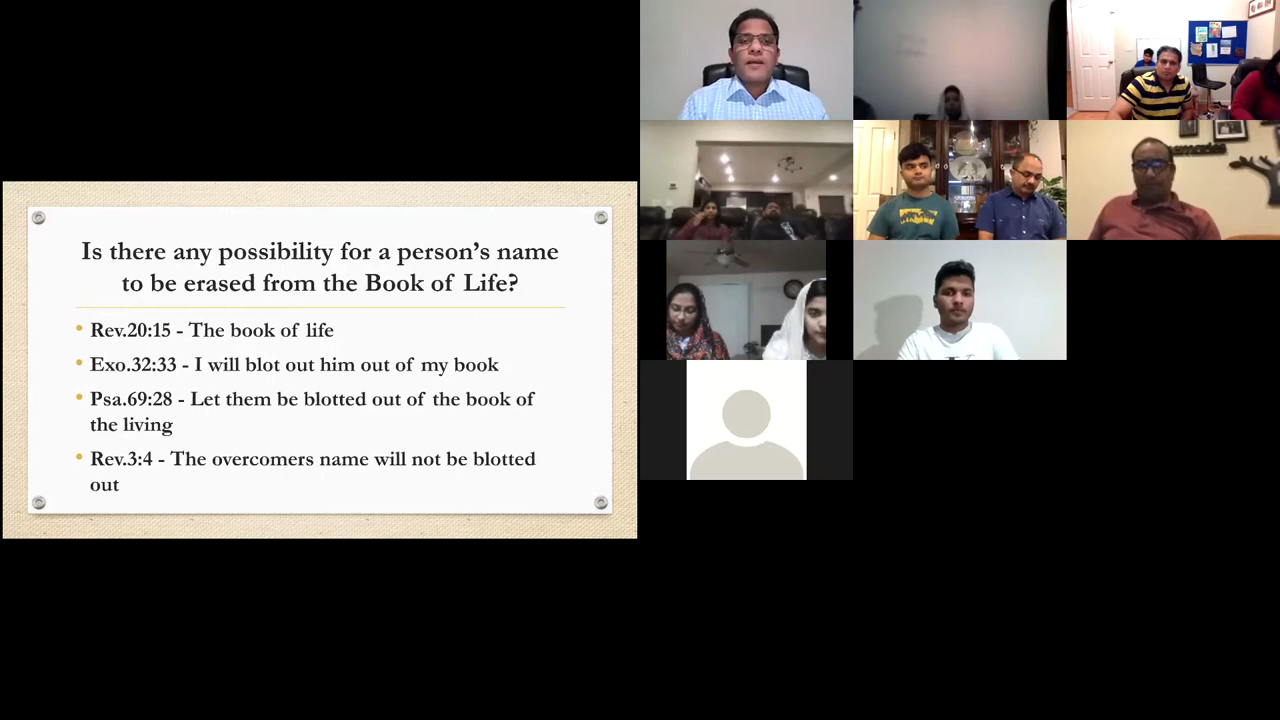 Is there any possibility for a person's name
to be erased from the Book of Life?
• Rev.20:15 - The book of life
• Exo.32:33 - I will blot out him out of my book
• Psa.69:28 - Let them be blotted out of the book of
the living
• Rev.3:4 - The overcomers name will not be blotted
out
memories